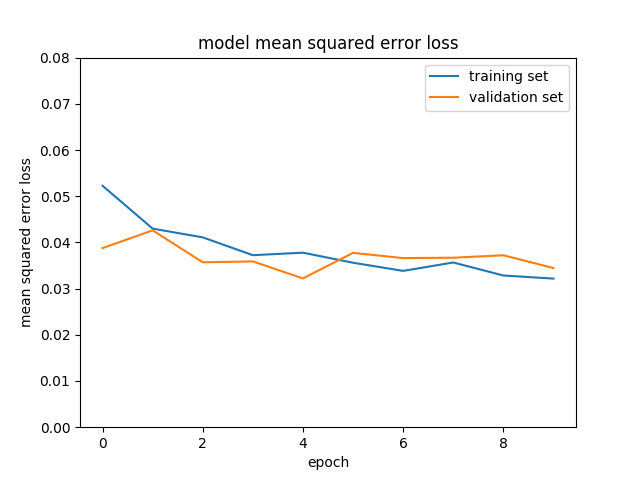 model mean squared error loss
training set
validation set
0.08
0.07
0.06
0.05
0.04
0.03
0.02
0.01
0.00
mean squared error loss
0 2 4 6 8
epoch